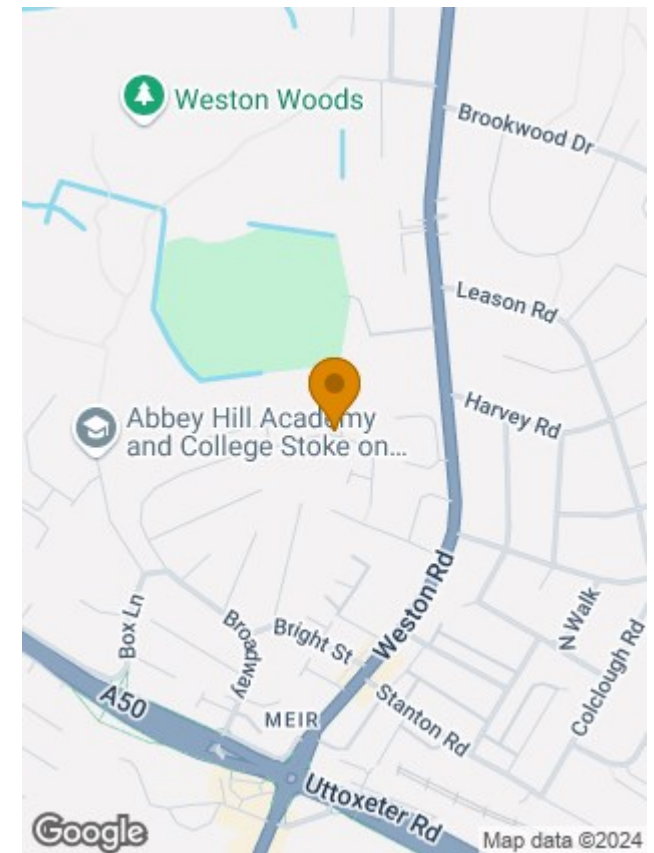 Weston Woods
Brookwood Dr
Leason Rd
Harvey Rd
Abbey Hill Academy
and College Stoke on...
Weston Rd
N Walk
Box Ln
Broadway
Bright St
Colclough Rd
A50
MEIR
Stanton Rd
Uttoxeter Rd
Google
Map data ©2024